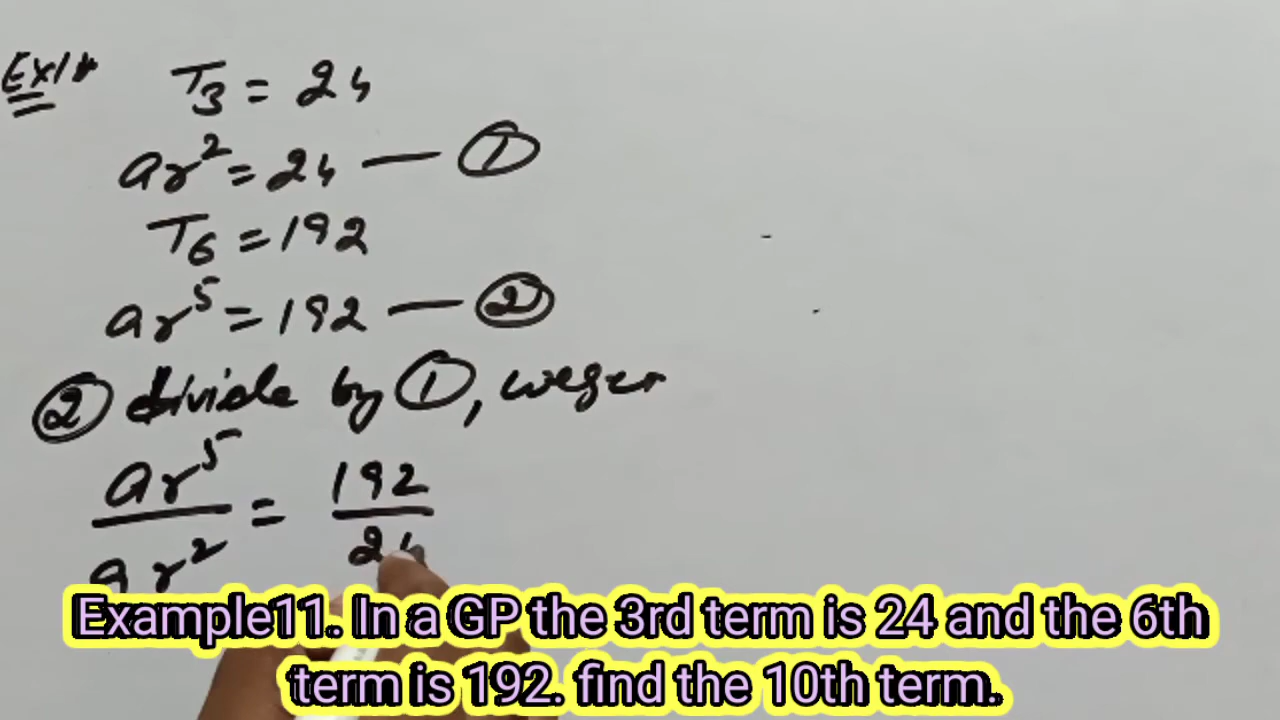 Ex11
T₃ = 24
ar² = 24 — ①
T₆ = 192
ar⁵ = 192 — ②
② divide by ①, we get
ar⁵/ar² = 192/24
Example11. In a GP the 3rd term is 24 and the 6th
term is 192. find the 10th term.